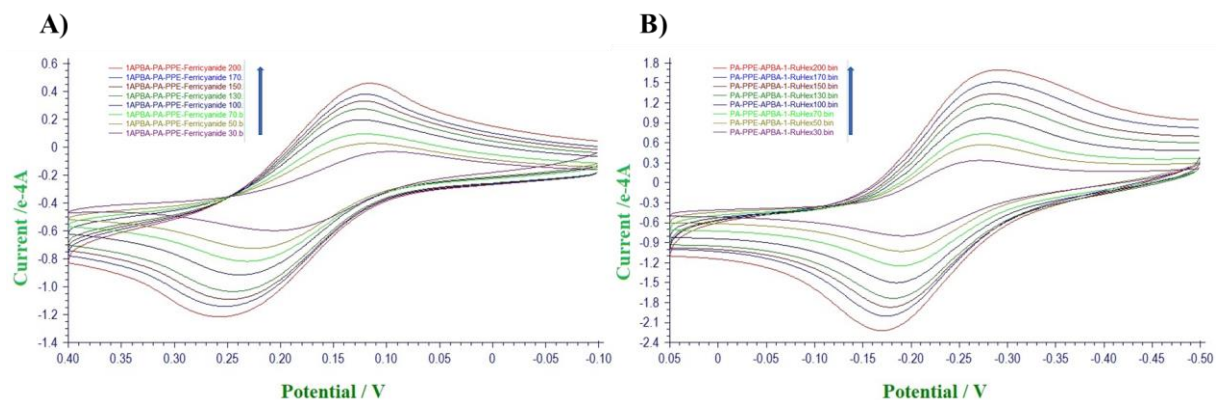 A)
0.6
0.4
0.2
0
-0.2
-0.4
-0.6
-0.8
-1.0
-1.2
-1.4
Current /e-4A
1APBA-PA-PPE-Ferricyanide 200.
1APBA-PA-PPE-Ferricyanide 170.
1APBA-PA-PPE-Ferricyanide 150.
1APBA-PA-PPE-Ferricyanide 130.
1APBA-PA-PPE-Ferricyanide 100.
1APBA-PA-PPE-Ferricyanide 70.b
1APBA-PA-PPE-Ferricyanide 50.b
1APBA-PA-PPE-Ferricyanide 30.b
0.40 0.35 0.30 0.25 0.20 0.15 0.10 0.05 0 -0.05 -0.10
Potential / V
B)
1.8
1.5
1.2
0.9
0.6
0.3
0
-0.3
-0.6
-0.9
-1.2
-1.5
-1.8
-2.1
-2.4
Current /e-4A
PA-PPE-APBA-1-RuHex200.bin
PA-PPE-APBA-1-RuHex170.bin
PA-PPE-APBA-1-RuHex150.bin
PA-PPE-APBA-1-RuHex130.bin
PA-PPE-APBA-1-RuHex100.bin
PA-PPE-APBA-1-RuHex70.bin
PA-PPE-APBA-1-RuHex50.bin
PA-PPE-APBA-1-RuHex30.bin
0.05 0 -0.05 -0.10 -0.15 -0.20 -0.25 -0.30 -0.35 -0.40 -0.45 -0.50
Potential / V